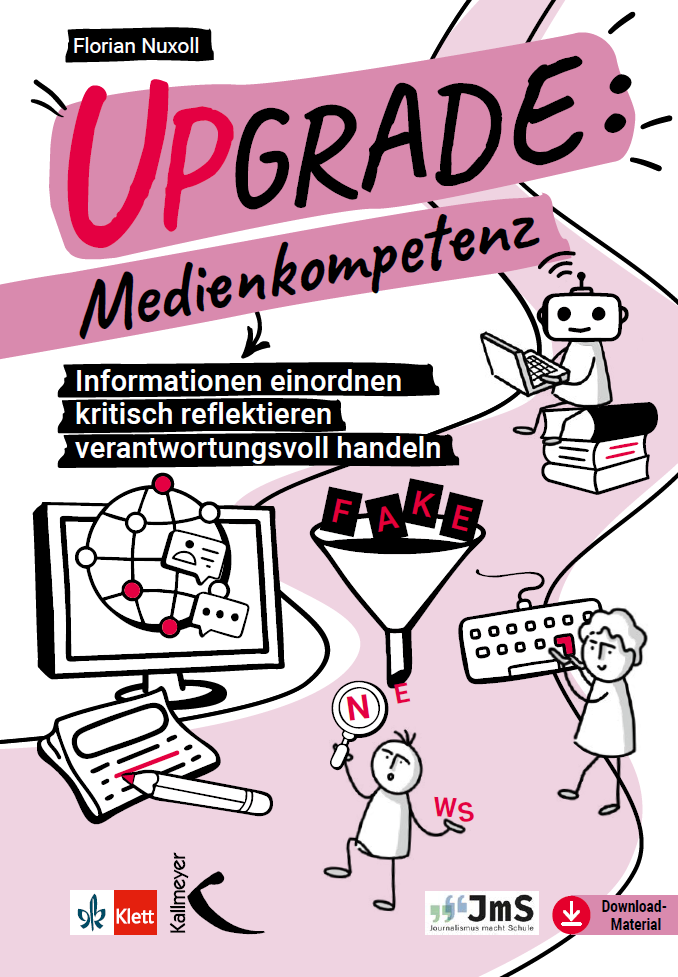 Florian Nuxoll
UPGRADE:
Medienkompetenz
Informationen einordnen
kritisch reflektieren
verantwortungsvoll handeln
FAKE
N E
WS
Klett
Kallmeyer
JmS
Journalismus macht Schule
Download-
Material